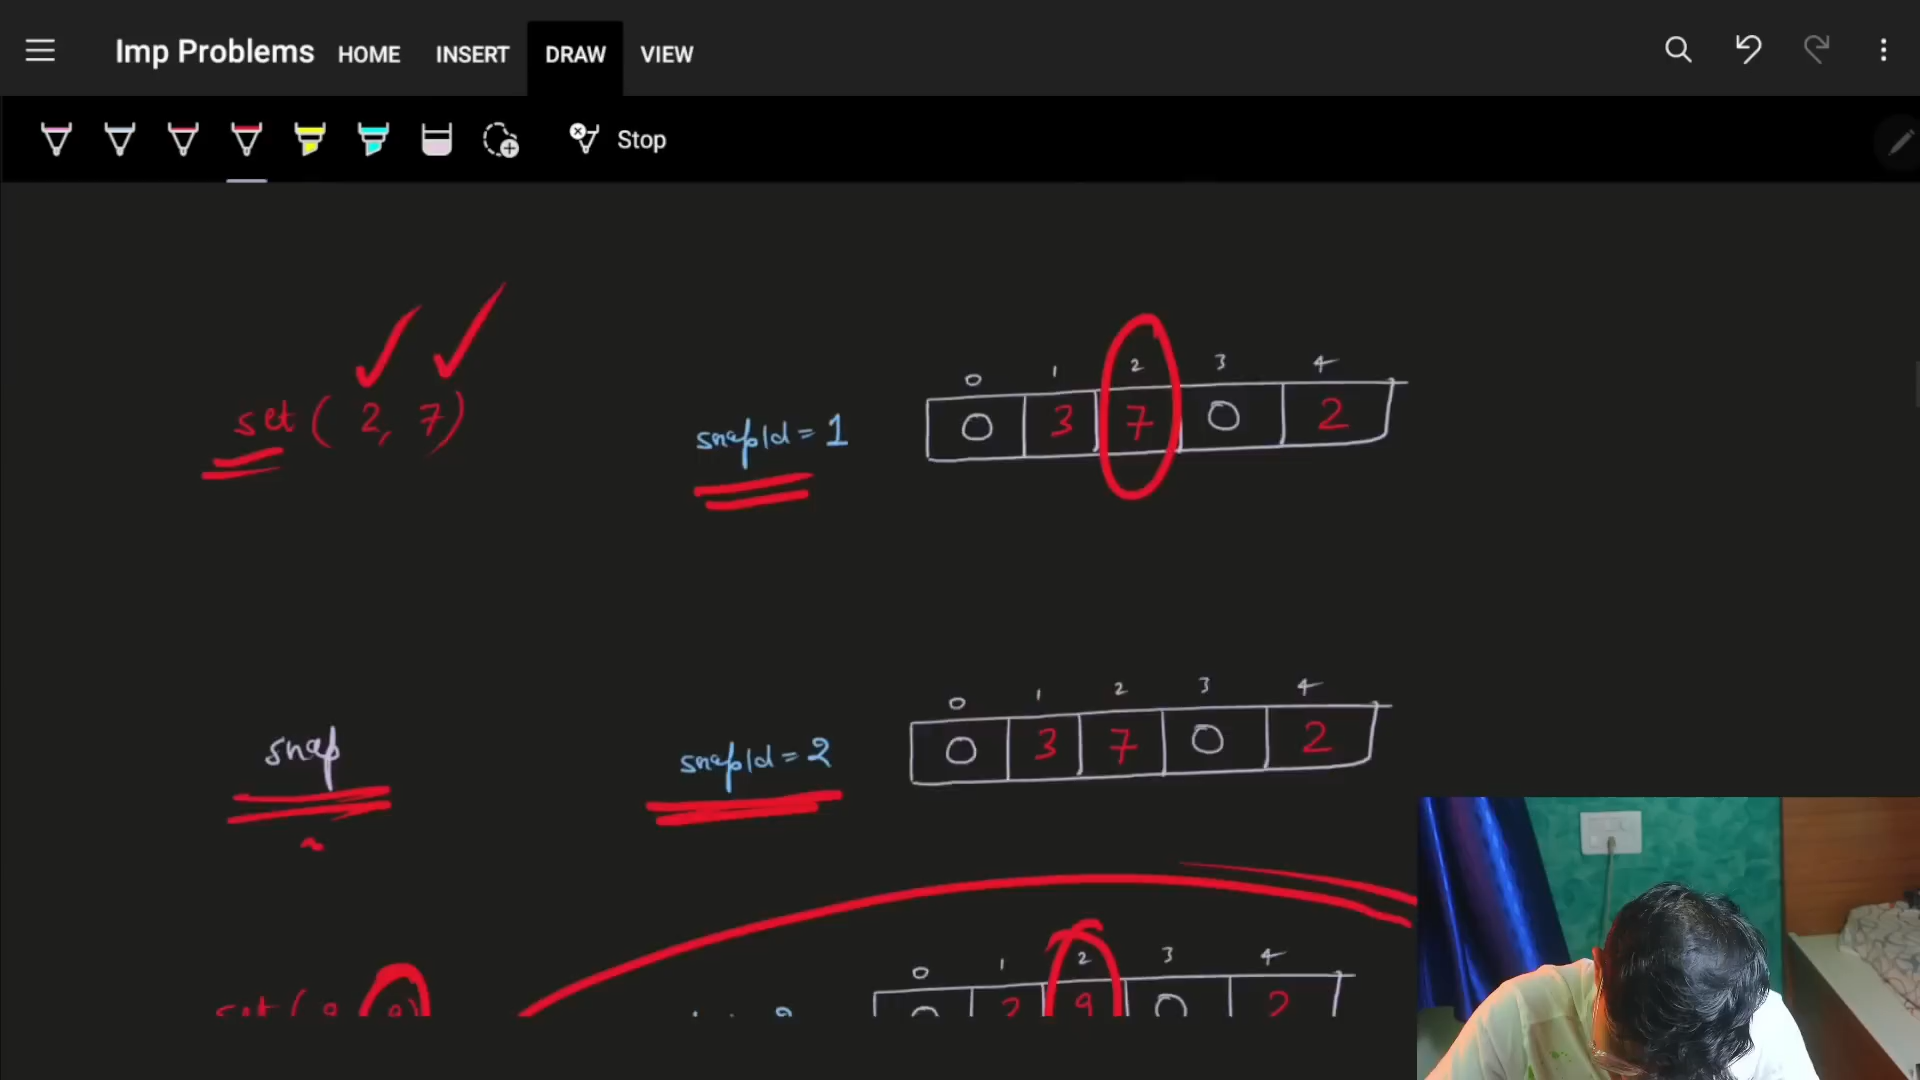 Imp Problems HOME INSERT DRAW VIEW
Stop
0 1 2 3 4
set ( 2, 7 ) snapId = 1 0 3 7 0 2
0 1 2 3 4
snap snapId = 2 0 3 7 0 2
0 1 2 3 4